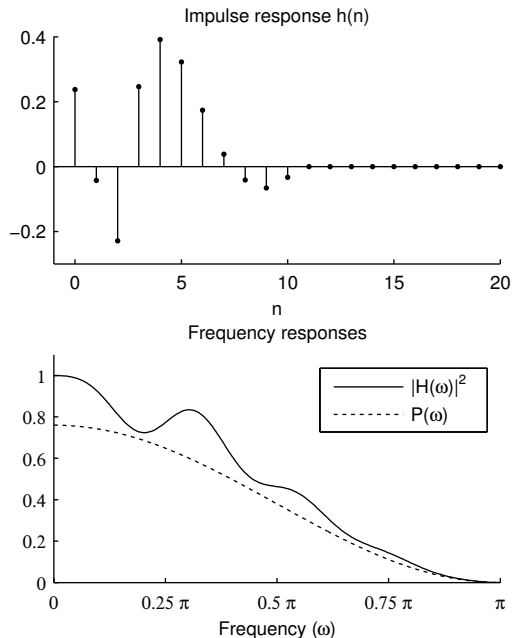 Impulse response h(n)
0.4
0.2
0
−0.2
0
5
10
15
20
n
Frequency responses
1
0.8
0.6
0.4
0.2
0
|H(ω)|²
P(ω)
0
0.25 π
0.5 π
0.75 π
π
Frequency (ω)